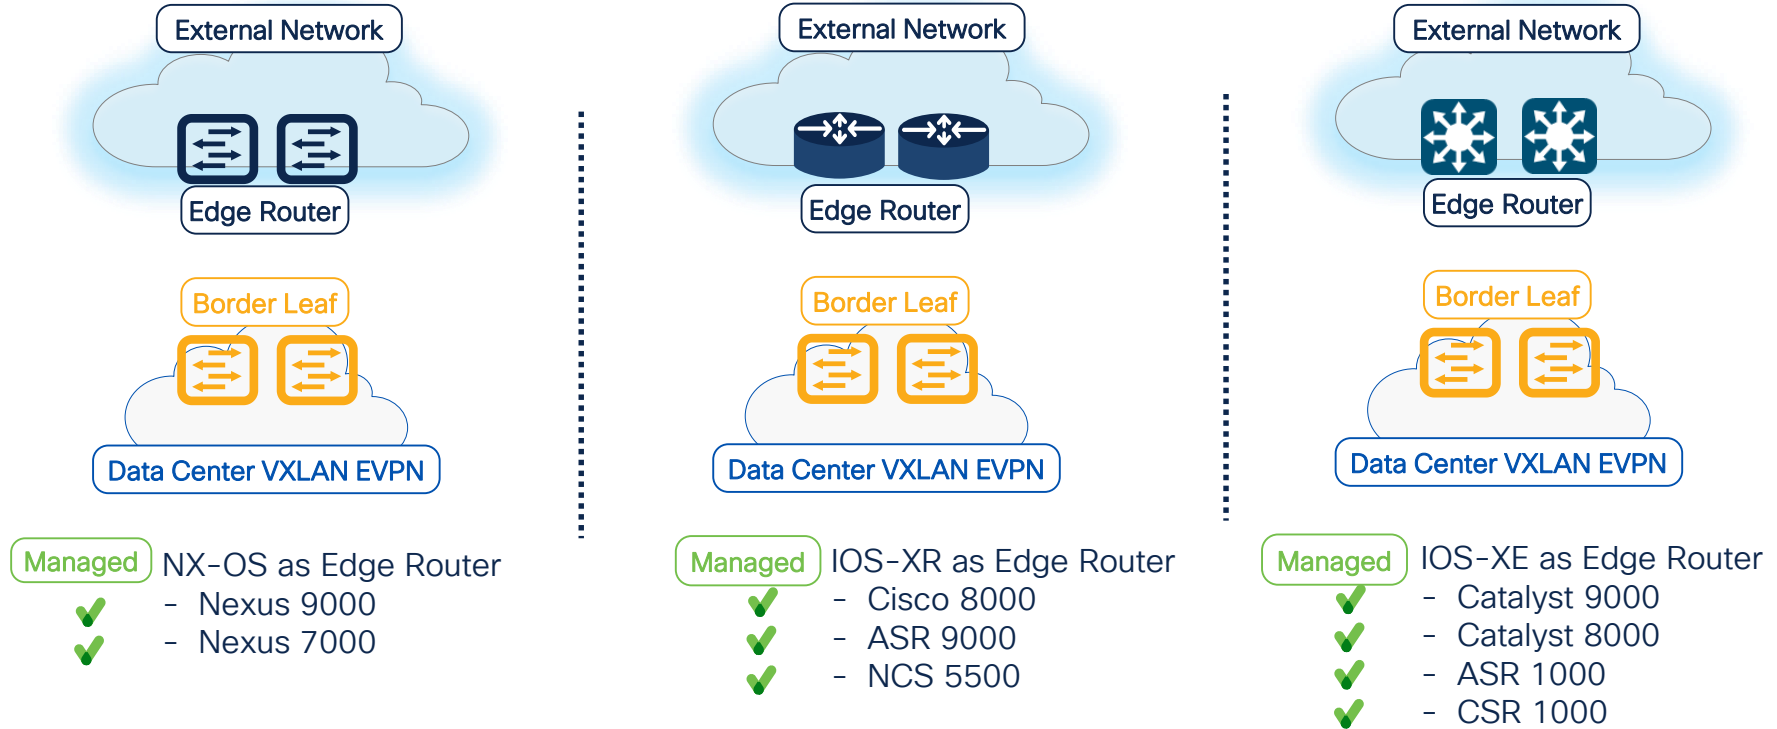 External Network
Edge Router
Border Leaf
Data Center VXLAN EVPN
Managed
NX-OS as Edge Router
- Nexus 9000
- Nexus 7000
External Network
Edge Router
Border Leaf
Data Center VXLAN EVPN
Managed
IOS-XR as Edge Router
- Cisco 8000
- ASR 9000
- NCS 5500
External Network
Edge Router
Border Leaf
Data Center VXLAN EVPN
Managed
IOS-XE as Edge Router
- Catalyst 9000
- Catalyst 8000
- ASR 1000
- CSR 1000